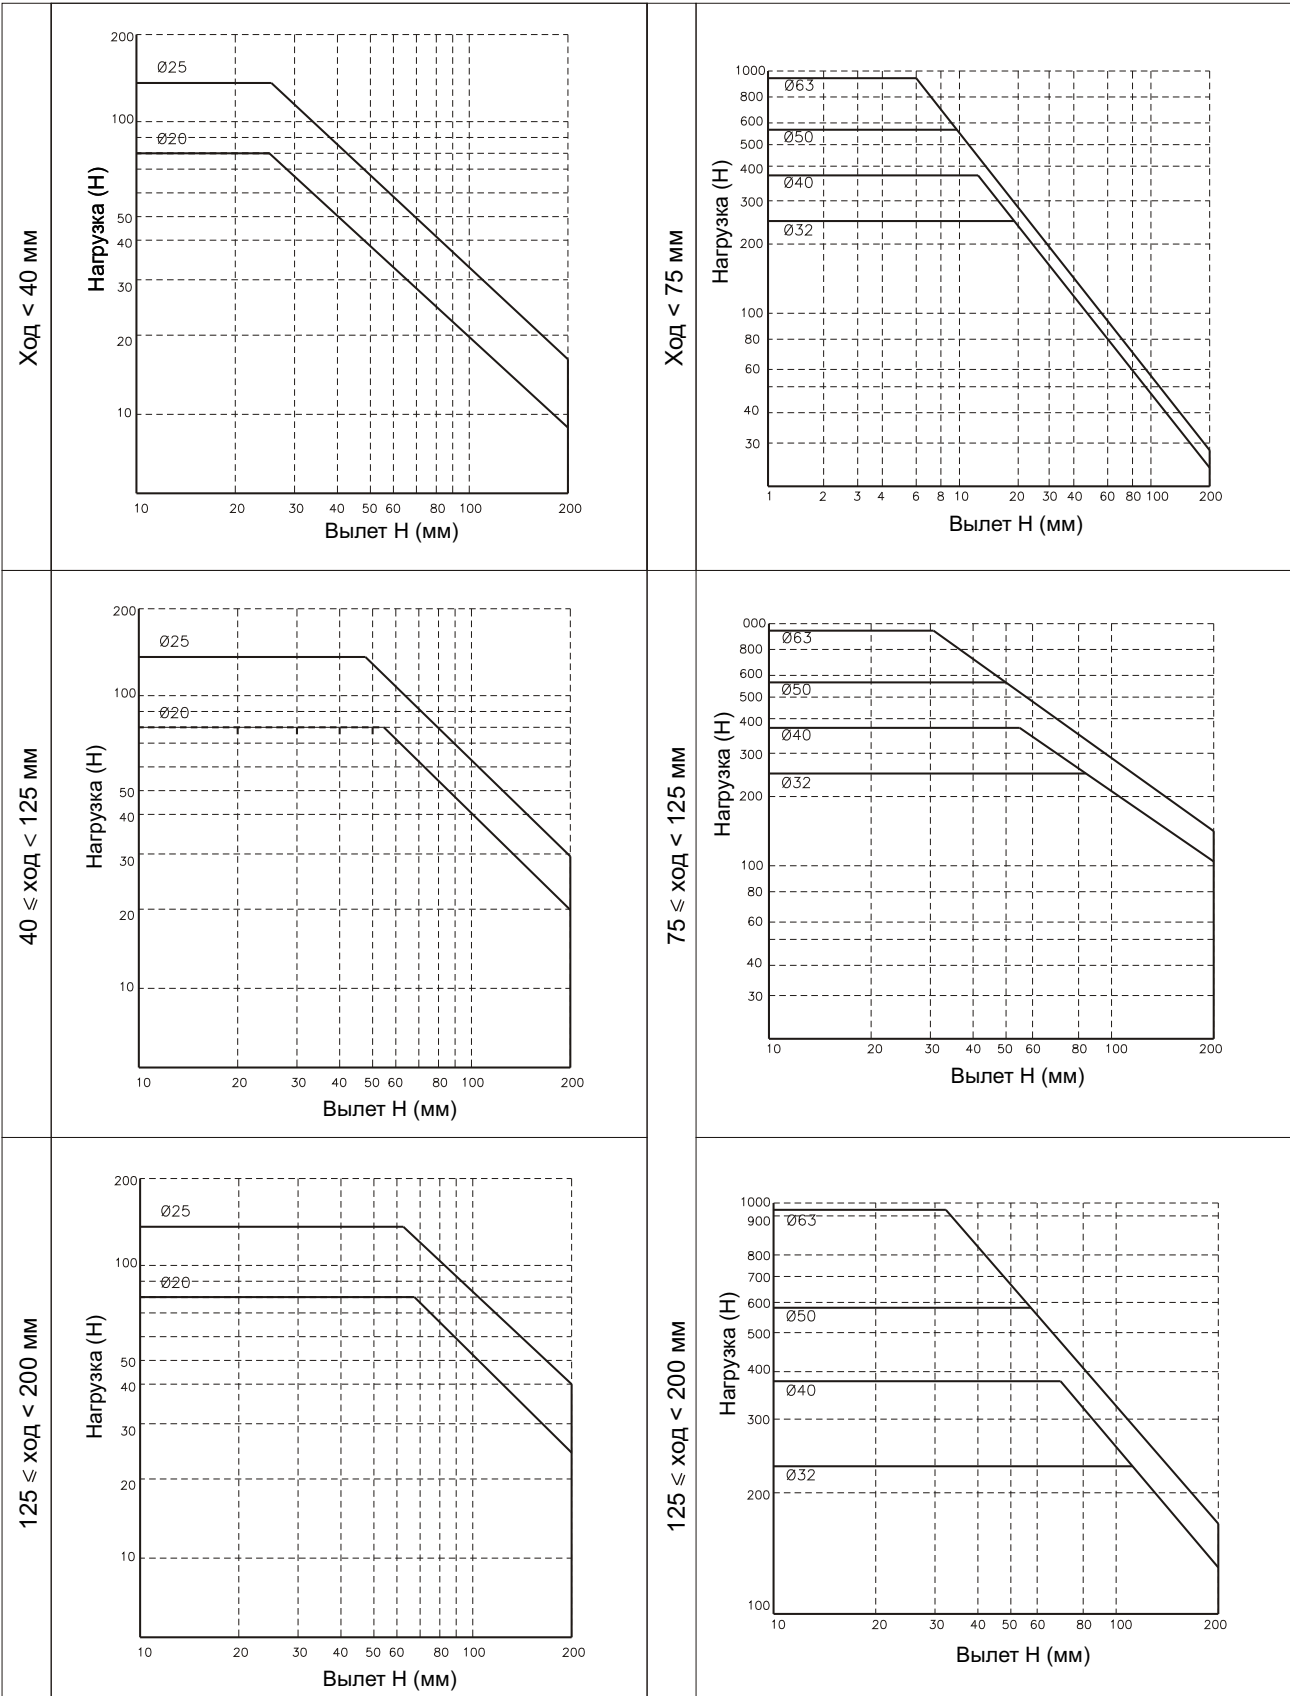 Ход < 40 мм
Нагрузка (Н)
200
100
50
40
30
20
10
Ø25
Ø20
10 20 30 40 50 60 80 100 200
Вылет Н (мм)
Ход < 75 мм
Нагрузка (Н)
1000
800
600
500
400
300
200
100
80
60
40
30
Ø63
Ø50
Ø40
Ø32
1 2 3 4 6 8 10 20 30 40 60 80 100 200
Вылет Н (мм)
40 ⩽ ход < 125 мм
Нагрузка (Н)
200
100
50
40
30
20
10
Ø25
Ø20
10 20 30 40 50 60 80 100 200
Вылет Н (мм)
75 ⩽ ход < 125 мм
Нагрузка (Н)
000
800
600
500
400
300
200
100
80
60
40
30
Ø63
Ø50
Ø40
Ø32
10 20 30 40 50 60 80 100 200
Вылет Н (мм)
125 ⩽ ход < 200 мм
Нагрузка (Н)
200
100
50
40
30
20
10
Ø25
Ø20
10 20 30 40 50 60 80 100 200
Вылет Н (мм)
125 ⩽ ход < 200 мм
Нагрузка (Н)
1000
900
800
700
600
500
400
300
200
100
Ø63
Ø50
Ø40
Ø32
10 20 30 40 50 60 80 100 200
Вылет Н (мм)